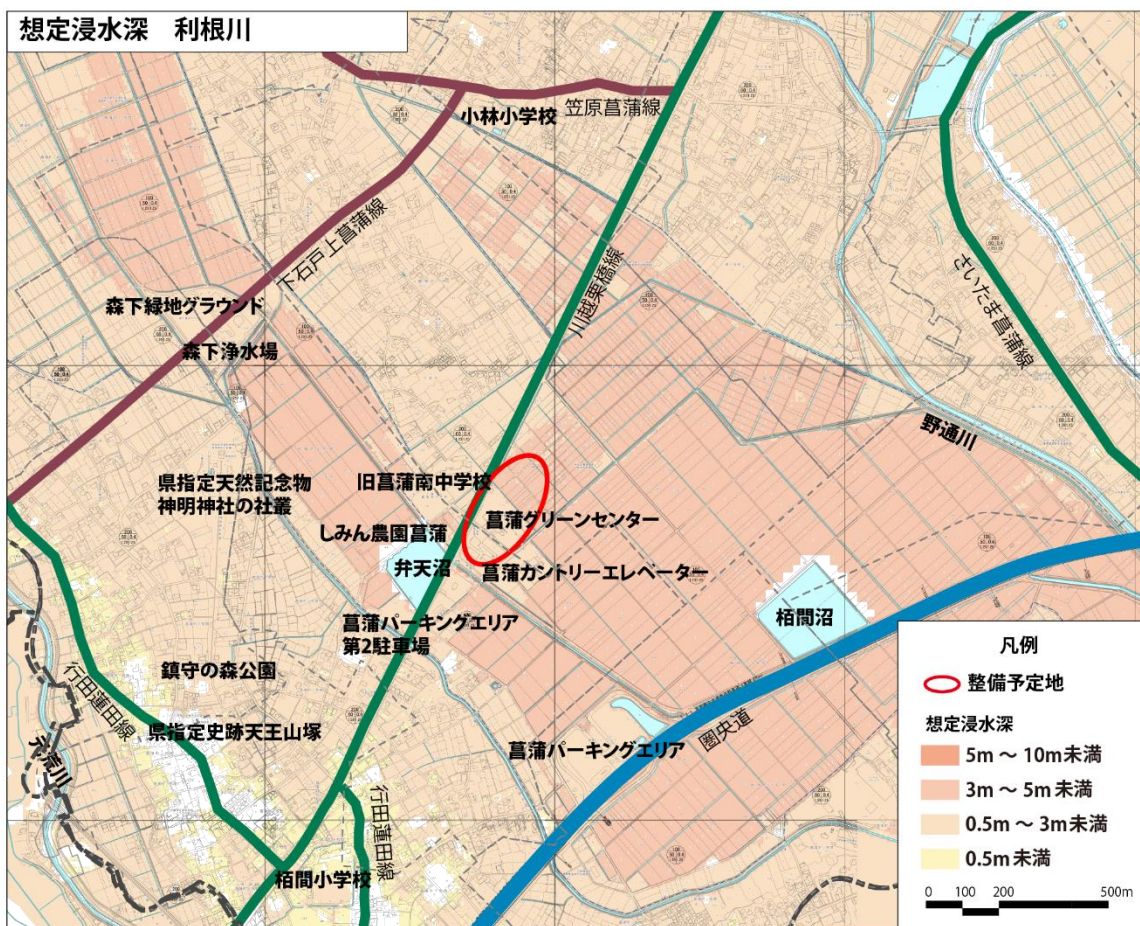 想定浸水深　利根川
小林小学校
笠原菖蒲線
下石戸上菖蒲線
川越栗橋線
さいたま菖蒲線
森下緑地グラウンド
森下浄水場
野通川
県指定天然記念物
神明神社の社叢
旧菖蒲南中学校
菖蒲グリーンセンター
しみん農園菖蒲
弁天沼
菖蒲カントリーエレベーター
菖蒲パーキングエリア
第2駐車場
栢間沼
鎮守の森公園
行田蓮田線
県指定史跡天王山塚
元荒川
菖蒲パーキングエリア
圏央道
行田蓮田線
栢間小学校
凡例
整備予定地
想定浸水深
5m ～ 10m未満
3m ～ 5m 未満
0.5m ～ 3m未満
0.5m 未満
0 100 200 500m